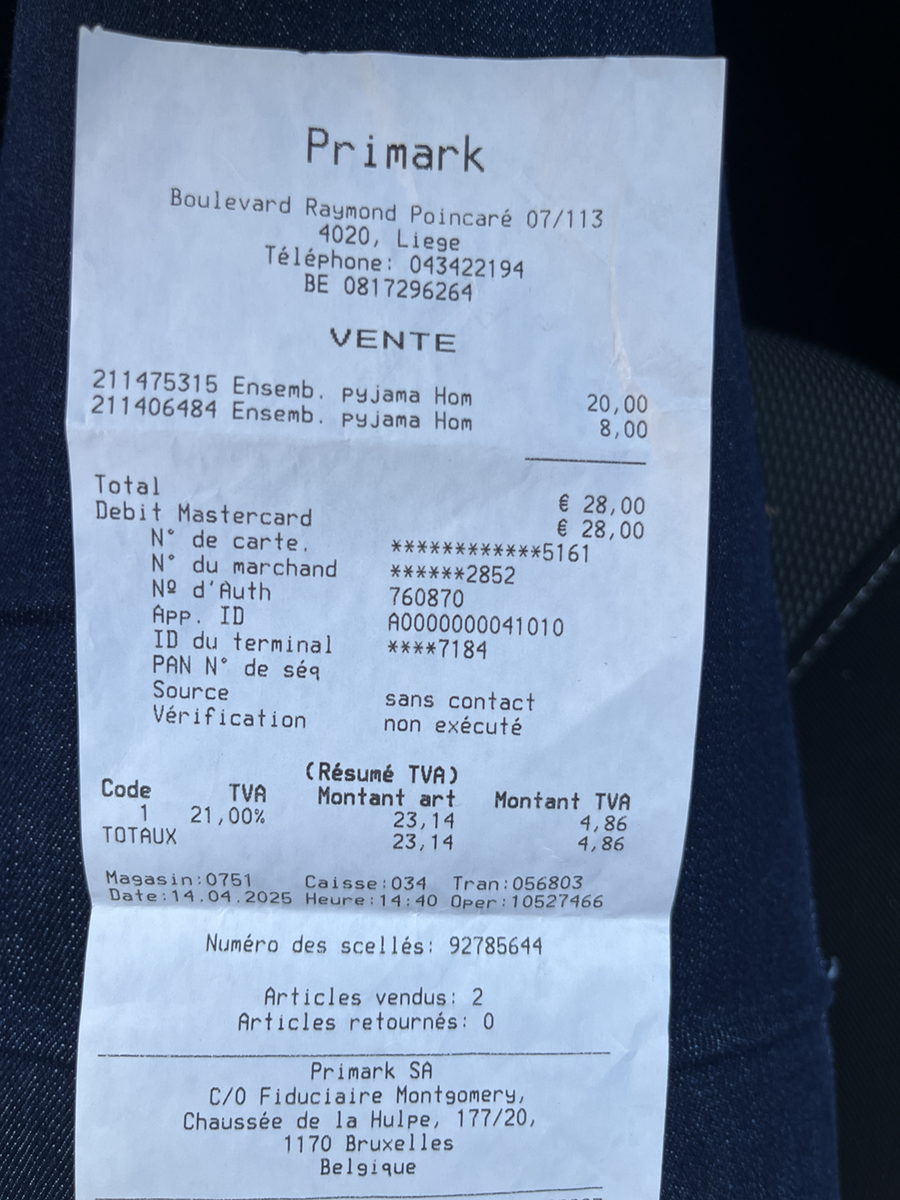 Primark
Boulevard Raymond Poincaré 07/113
4020, Liege
Téléphone: 043422194
BE 0817296264
VENTE
211475315 Ensemb. pyjama Hom 20,00
211406484 Ensemb. pyjama Hom 8,00
Total € 28,00
Debit Mastercard € 28,00
N° de carte. ************5161
N° du marchand ******2852
Nº d'Auth 760870
App. ID A0000000041010
ID du terminal ****7184
PAN N° de séq
Source sans contact
Vérification non exécuté
(Résumé TVA)
Code TVA Montant art Montant TVA
1 21,00% 23,14 4,86
TOTAUX 23,14 4,86
Magasin:0751 Caisse:034 Tran:056803
Date:14.04.2025 Heure:14:40 Oper:10527466
Numéro des scellés: 92785644
Articles vendus: 2
Articles retournés: 0
Primark SA
C/O Fiduciaire Montgomery,
Chaussée de la Hulpe, 177/20,
1170 Bruxelles
Belgique